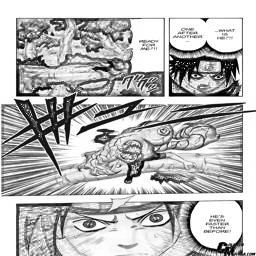 ONE
AFTER
ANOTHER...
...WHAT
IS
HE?!!
READY
FOR
ME!!
HE'S
EVEN
FASTER
THAN
BEFORE!